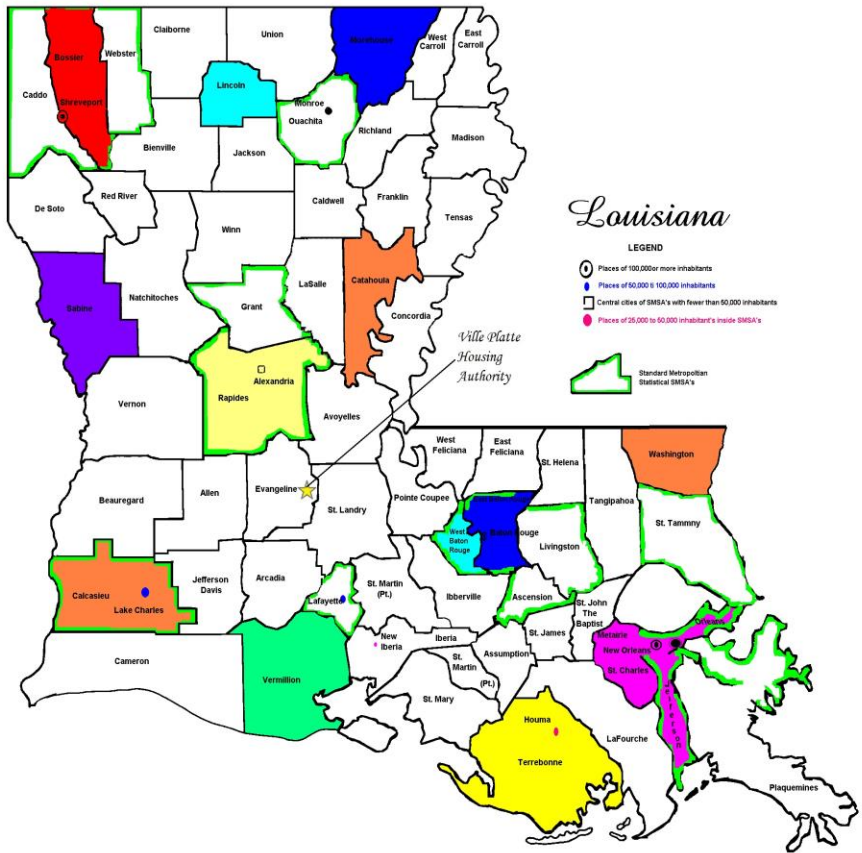 Claiborne
Union
Morehouse
West
Carroll
East
Carroll
Bossier
Webster
Caddo
Shreveport
Lincoln
Monroe
Ouachita
Richland
Madison
Bienville
Jackson
De Soto
Red River
Caldwell
Franklin
Tensas
Winn
Natchitoches
Sabine
Grant
LaSalle
Catahoula
Concordia
Louisiana
LEGEND
Places of 100,000or more inhabitants
Places of 50,000 ti 100,000 inhabitants
Central cities of SMSA's with fewer than 50,000 inhabitants
Places of 25,000 to 50,000 inhabitant's inside SMSA's
Standard Metropoltian
Statistical SMSA's
Ville Platte
Housing
Authority
Vernon
Rapides
Alexandria
Avoyelles
West
Feliciana
East
Feliciana
St. Helena
Washington
Beauregard
Allen
Evangeline
St. Landry
Pointe Coupee
Tangipahoa
St. Tammny
West
Baton
Rouge
Baton Rouge
Livingston
Calcasieu
Lake Charles
Jefferson
Davis
Arcadia
Lafayette
St. Martin
(Pt.)
Ibberville
Ascension
St. John
The
Baptist
Orleans
Cameron
Vermillion
New
Iberia
Iberia
St.
Martin
(Pt.)
Assumption
St. James
Metairie
New Orleans
St. Charles
Jefferson
St. Mary
Houma
Terrebonne
LaFourche
Plaquemines